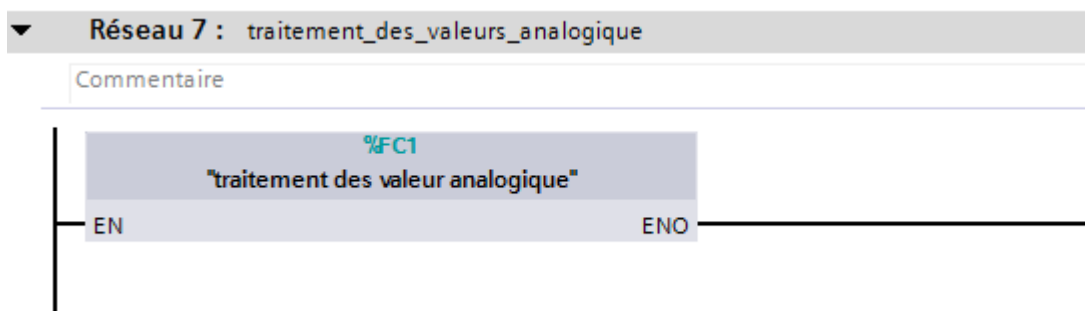 Réseau 7 : traitement_des_valeurs_analogique
Commentaire
%FC1
"traitement des valeur analogique"
EN ENO